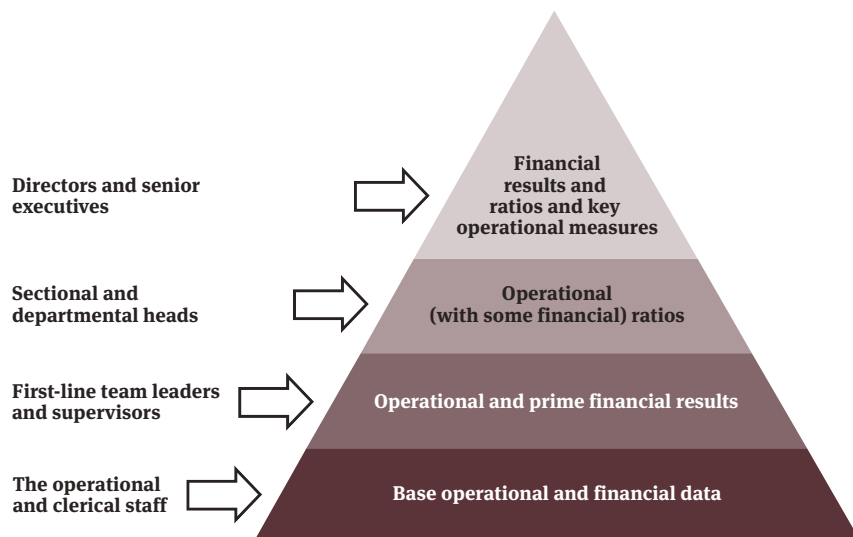 Directors and senior
executives
Financial
results and
ratios and key
operational measures
Sectional and
departmental heads
Operational
(with some financial) ratios
First-line team leaders
and supervisors
Operational and prime financial results
The operational
and clerical staff
Base operational and financial data